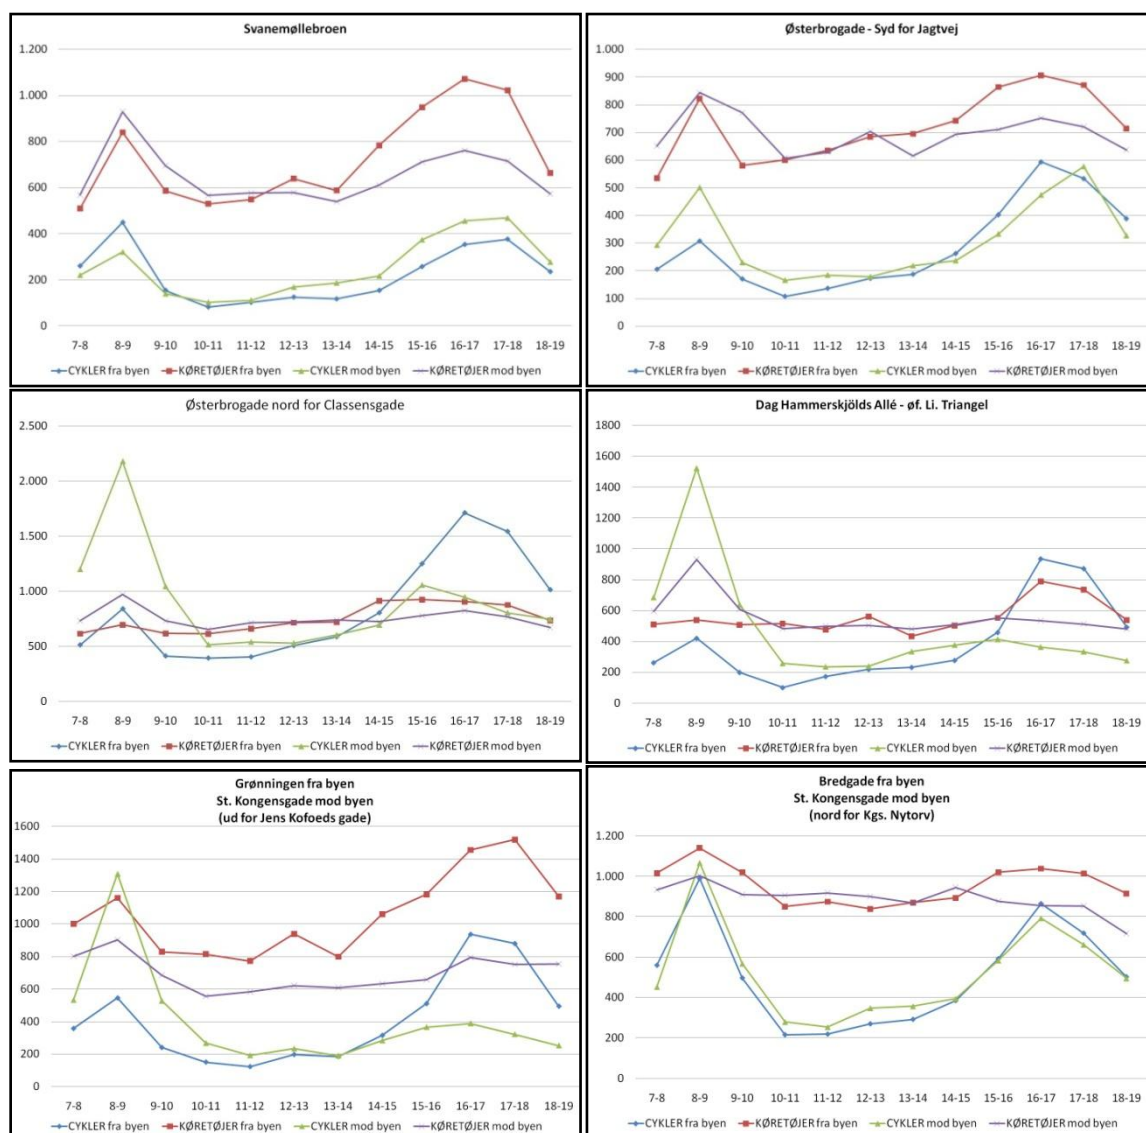 Svanemøllebroen
1.200
1.000
800
600
400
200
0
7-8 8-9 9-10 10-11 11-12 12-13 13-14 14-15 15-16 16-17 17-18 18-19
CYKLER fra byen KØRETØJER fra byen CYKLER mod byen KØRETØJER mod byen
Østerbrogade - Syd for Jagtvej
1.000
900
800
700
600
500
400
300
200
100
0
7-8 8-9 9-10 10-11 11-12 12-13 13-14 14-15 15-16 16-17 17-18 18-19
CYKLER fra byen KØRETØJER fra byen CYKLER mod byen KØRETØJER mod byen
Østerbrogade nord for Classensgade
2.500
2.000
1.500
1.000
500
0
7-8 8-9 9-10 10-11 11-12 12-13 13-14 14-15 15-16 16-17 17-18 18-19
CYKLER fra byen KØRETØJER fra byen CYKLER mod byen KØRETØJER mod byen
Dag Hammerskjölds Allé - øf. Li. Triangel
1800
1600
1400
1200
1000
800
600
400
200
0
7-8 8-9 9-10 10-11 11-12 12-13 13-14 14-15 15-16 16-17 17-18 18-19
CYKLER fra byen KØRETØJER fra byen CYKLER mod byen KØRETØJER mod byen
Grønningen fra byen
St. Kongensgade mod byen
(ud for Jens Kofoeds gade)
1600
1400
1200
1000
800
600
400
200
0
7-8 8-9 9-10 10-11 11-12 12-13 13-14 14-15 15-16 16-17 17-18 18-19
CYKLER fra byen KØRETØJER fra byen CYKLER mod byen KØRETØJER mod byen
Bredgade fra byen
St. Kongensgade mod byen
(nord for Kgs. Nytorv)
1.200
1.000
800
600
400
200
0
7-8 8-9 9-10 10-11 11-12 12-13 13-14 14-15 15-16 16-17 17-18 18-19
CYKLER fra byen KØRETØJER fra byen CYKLER mod byen KØRETØJER mod byen